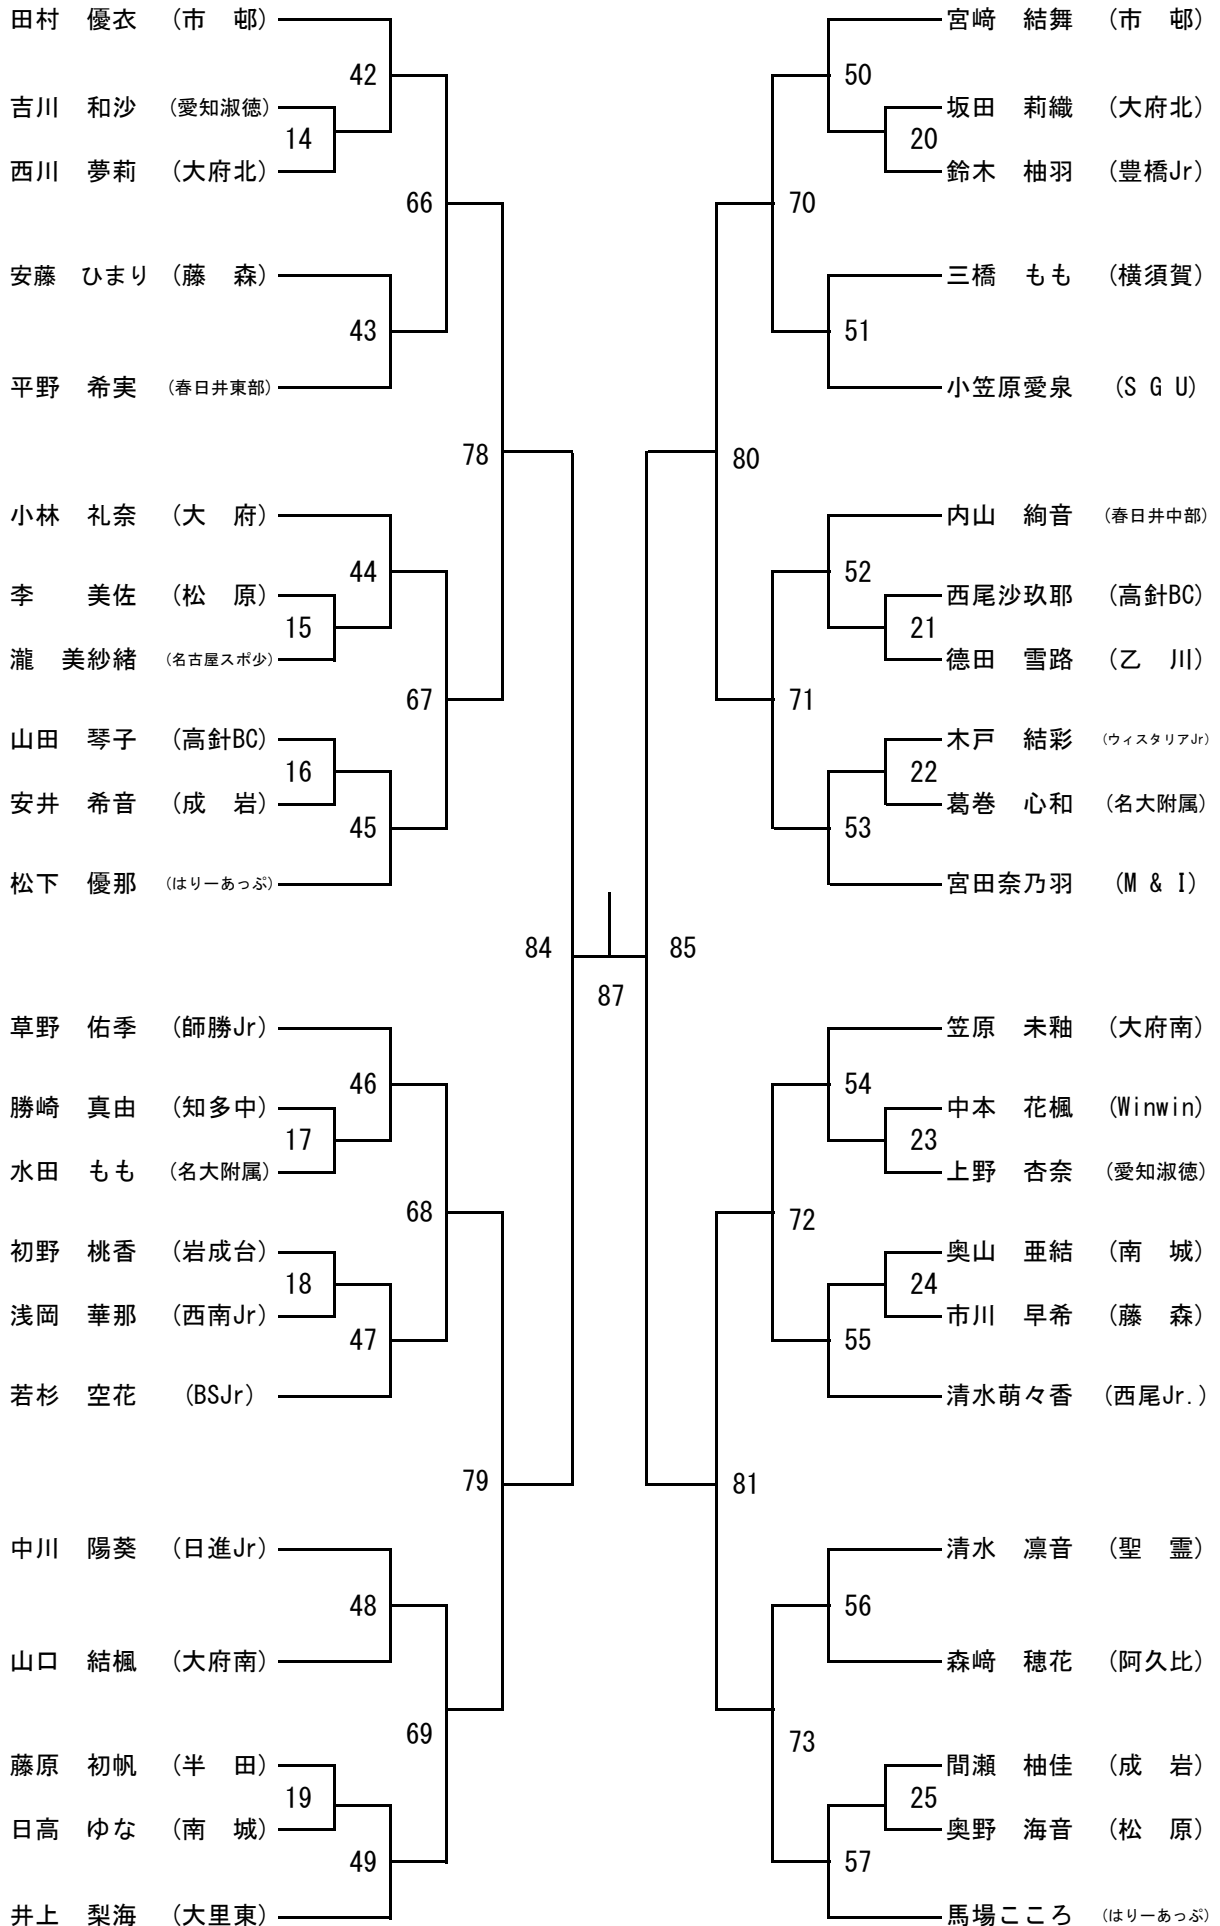 田村　優衣　(市　邨)
42
吉川　和沙　(愛知淑徳)
14
西川　夢莉　(大府北)
66
安藤　ひまり　(藤　森)
43
平野　希実　(春日井東部)
78
小林　礼奈　(大　府)
44
李　　美佐　(松　原)
15
瀧　美紗緒　(名古屋スポ少)
67
山田　琴子　(高針BC)
16
安井　希音　(成　岩)
45
松下　優那　(はりーあっぷ)
84
草野　佑季　(師勝Jr)
46
勝崎　真由　(知多中)
17
水田　もも　(名大附属)
68
初野　桃香　(岩成台)
18
浅岡　華那　(西南Jr)
47
若杉　空花　(BSJr)
79
中川　陽葵　(日進Jr)
48
山口　結楓　(大府南)
69
藤原　初帆　(半　田)
19
日高　ゆな　(南　城)
49
井上　梨海　(大里東)
87
宮﨑　結舞　(市　邨)
50
坂田　莉織　(大府北)
20
鈴木　柚羽　(豊橋Jr)
70
三橋　もも　(横須賀)
51
小笠原愛泉　(S G U)
80
内山　絢音　(春日井中部)
52
西尾沙玖耶　(高針BC)
21
德田　雪路　(乙　川)
71
木戸　結彩　(ウィスタリアJr)
22
葛巻　心和　(名大附属)
53
宮田奈乃羽　(M & I)
85
笠原　未釉　(大府南)
54
中本　花楓　(Winwin)
23
上野　杏奈　(愛知淑徳)
72
奥山　亜結　(南　城)
24
市川　早希　(藤　森)
55
清水萌々香　(西尾Jr.)
81
清水　凛音　(聖　霊)
56
森﨑　穂花　(阿久比)
73
間瀬　柚佳　(成　岩)
25
奥野　海音　(松　原)
57
馬場こころ　(はりーあっぷ)